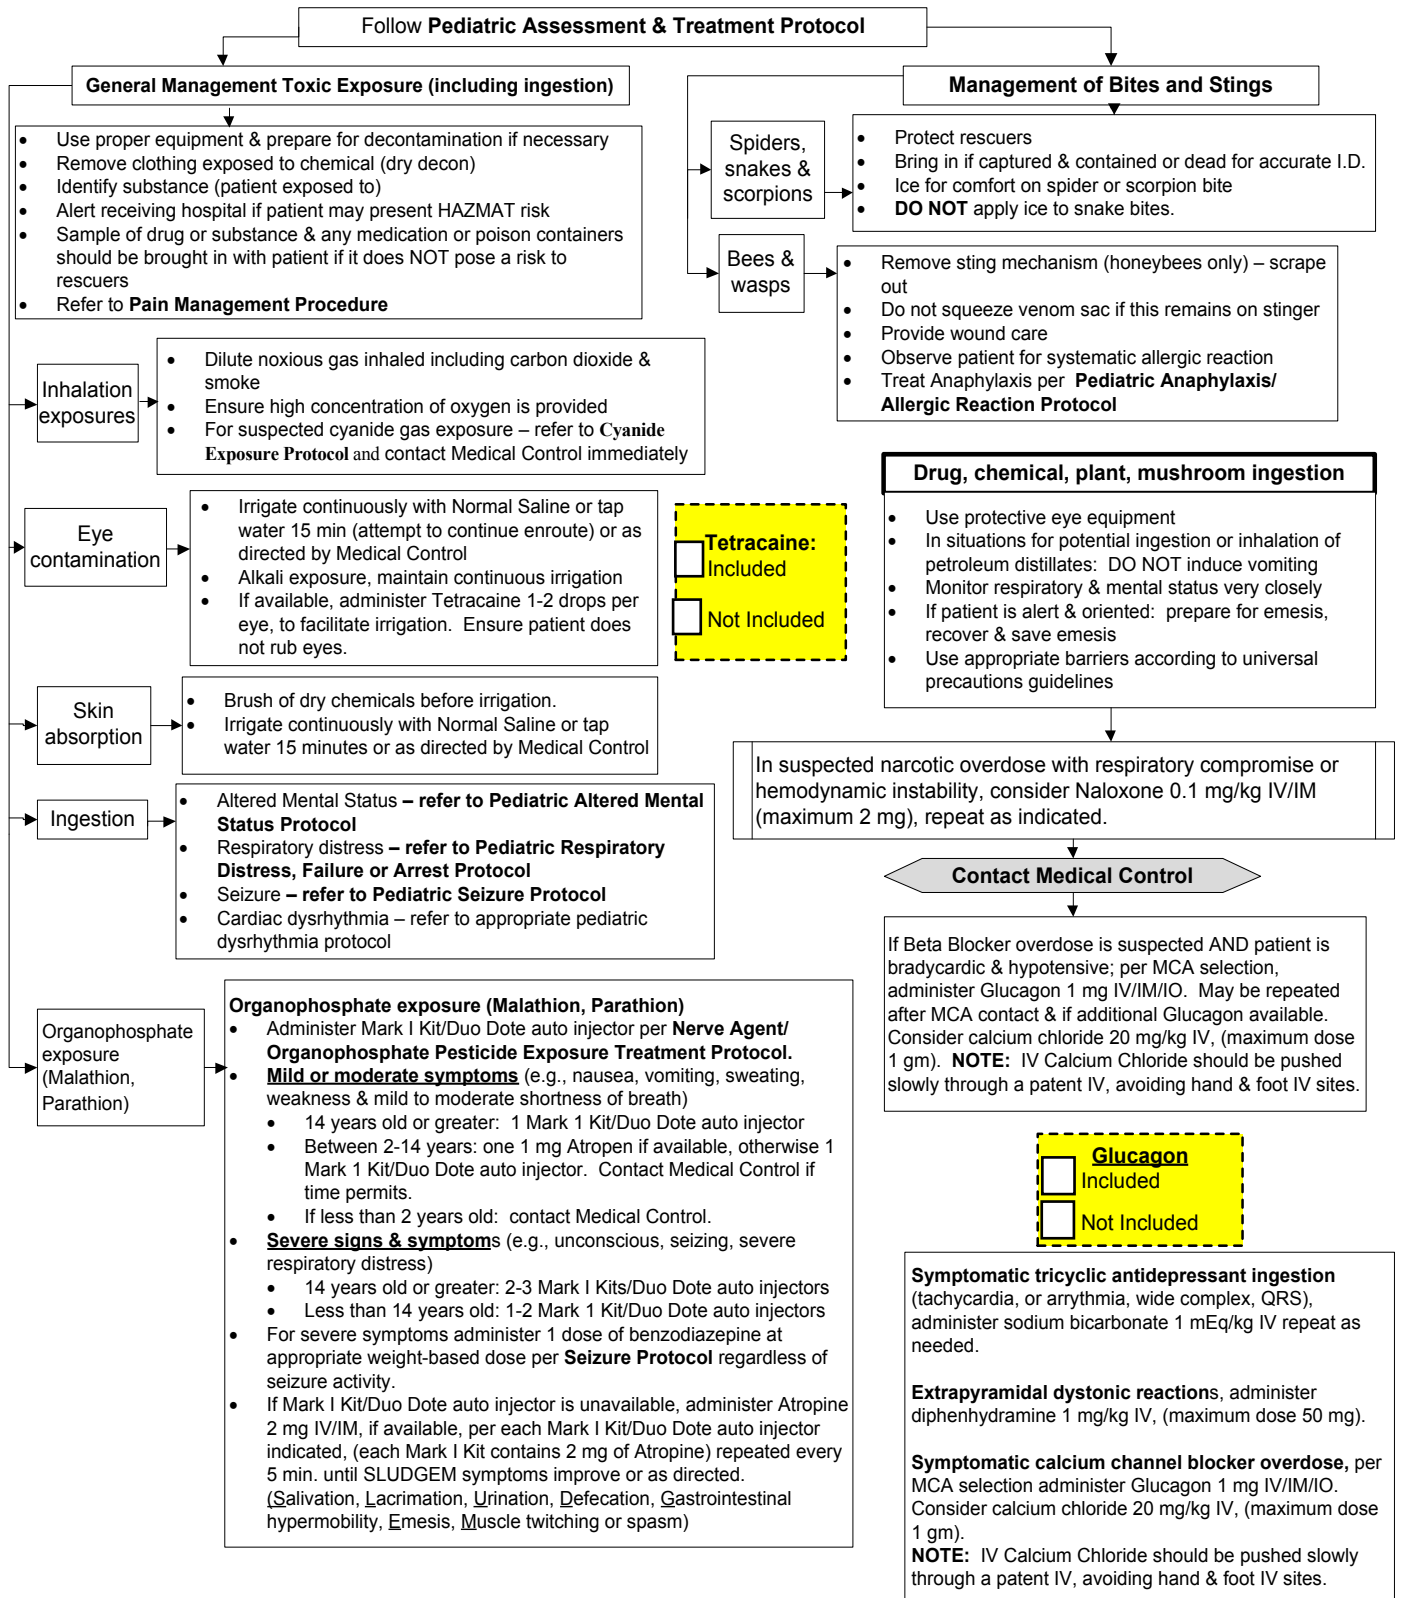 Follow Pediatric Assessment & Treatment Protocol
General Management Toxic Exposure (including ingestion)
• Use proper equipment & prepare for decontamination if necessary
• Remove clothing exposed to chemical (dry decon)
• Identify substance (patient exposed to)
• Alert receiving hospital if patient may present HAZMAT risk
• Sample of drug or substance & any medication or poison containers
should be brought in with patient if it does NOT pose a risk to
rescuers
• Refer to Pain Management Procedure
Inhalation
exposures
• Dilute noxious gas inhaled including carbon dioxide &
smoke
• Ensure high concentration of oxygen is provided
• For suspected cyanide gas exposure – refer to Cyanide
Exposure Protocol and contact Medical Control immediately
Eye
contamination
• Irrigate continuously with Normal Saline or tap
water 15 min (attempt to continue enroute) or as
directed by Medical Control
• Alkali exposure, maintain continuous irrigation
• If available, administer Tetracaine 1-2 drops per
eye, to facilitate irrigation. Ensure patient does
not rub eyes.
Tetracaine:
Included
Not Included
Skin
absorption
• Brush of dry chemicals before irrigation.
• Irrigate continuously with Normal Saline or tap
water 15 minutes or as directed by Medical Control
Ingestion
• Altered Mental Status – refer to Pediatric Altered Mental
Status Protocol
• Respiratory distress – refer to Pediatric Respiratory
Distress, Failure or Arrest Protocol
• Seizure – refer to Pediatric Seizure Protocol
• Cardiac dysrhythmia – refer to appropriate pediatric
dysrhythmia protocol
Organophosphate
exposure
(Malathion,
Parathion)
Organophosphate exposure (Malathion, Parathion)
• Administer Mark I Kit/Duo Dote auto injector per Nerve Agent/
Organophosphate Pesticide Exposure Treatment Protocol.
• Mild or moderate symptoms (e.g., nausea, vomiting, sweating,
weakness & mild to moderate shortness of breath)
• 14 years old or greater: 1 Mark 1 Kit/Duo Dote auto injector
• Between 2-14 years: one 1 mg Atropen if available, otherwise 1
Mark 1 Kit/Duo Dote auto injector. Contact Medical Control if
time permits.
• If less than 2 years old: contact Medical Control.
• Severe signs & symptoms (e.g., unconscious, seizing, severe
respiratory distress)
• 14 years old or greater: 2-3 Mark I Kits/Duo Dote auto injectors
• Less than 14 years old: 1-2 Mark 1 Kits/Duo Dote auto injectors
• For severe symptoms administer 1 dose of benzodiazepine at
appropriate weight-based dose per Seizure Protocol regardless of
seizure activity.
• If Mark I Kit/Duo Dote auto injector is unavailable, administer Atropine
2 mg IV/IM, if available, per each Mark I Kit/Duo Dote auto injector
indicated, (each Mark I Kit contains 2 mg of Atropine) repeated every
5 min. until SLUDGEM symptoms improve or as directed.
(Salivation, Lacrimation, Urination, Defecation, Gastrointestinal
hypermobility, Emesis, Muscle twitching or spasm)
Management of Bites and Stings
Spiders,
snakes &
scorpions
• Protect rescuers
• Bring in if captured & contained or dead for accurate I.D.
• Ice for comfort on spider or scorpion bite
• DO NOT apply ice to snake bites.
Bees &
wasps
• Remove sting mechanism (honeybees only) – scrape
out
• Do not squeeze venom sac if this remains on stinger
• Provide wound care
• Observe patient for systematic allergic reaction
• Treat Anaphylaxis per Pediatric Anaphylaxis/
Allergic Reaction Protocol
Drug, chemical, plant, mushroom ingestion
• Use protective eye equipment
• In situations for potential ingestion or inhalation of
petroleum distillates: DO NOT induce vomiting
• Monitor respiratory & mental status very closely
• If patient is alert & oriented: prepare for emesis,
recover & save emesis
• Use appropriate barriers according to universal
precautions guidelines
In suspected narcotic overdose with respiratory compromise or
hemodynamic instability, consider Naloxone 0.1 mg/kg IV/IM
(maximum 2 mg), repeat as indicated.
Contact Medical Control
If Beta Blocker overdose is suspected AND patient is
bradycardic & hypotensive; per MCA selection,
administer Glucagon 1 mg IV/IM/IO. May be repeated
after MCA contact & if additional Glucagon available.
Consider calcium chloride 20 mg/kg IV, (maximum dose
1 gm). NOTE: IV Calcium Chloride should be pushed
slowly through a patent IV, avoiding hand & foot IV sites.
Glucagon
Included
Not Included
Symptomatic tricyclic antidepressant ingestion
(tachycardia, or arrythmia, wide complex, QRS),
administer sodium bicarbonate 1 mEq/kg IV repeat as
needed.
Extrapyramidal dystonic reactions, administer
diphenhydramine 1 mg/kg IV, (maximum dose 50 mg).
Symptomatic calcium channel blocker overdose, per
MCA selection administer Glucagon 1 mg IV/IM/IO.
Consider calcium chloride 20 mg/kg IV, (maximum dose
1 gm).
NOTE: IV Calcium Chloride should be pushed slowly
through a patent IV, avoiding hand & foot IV sites.